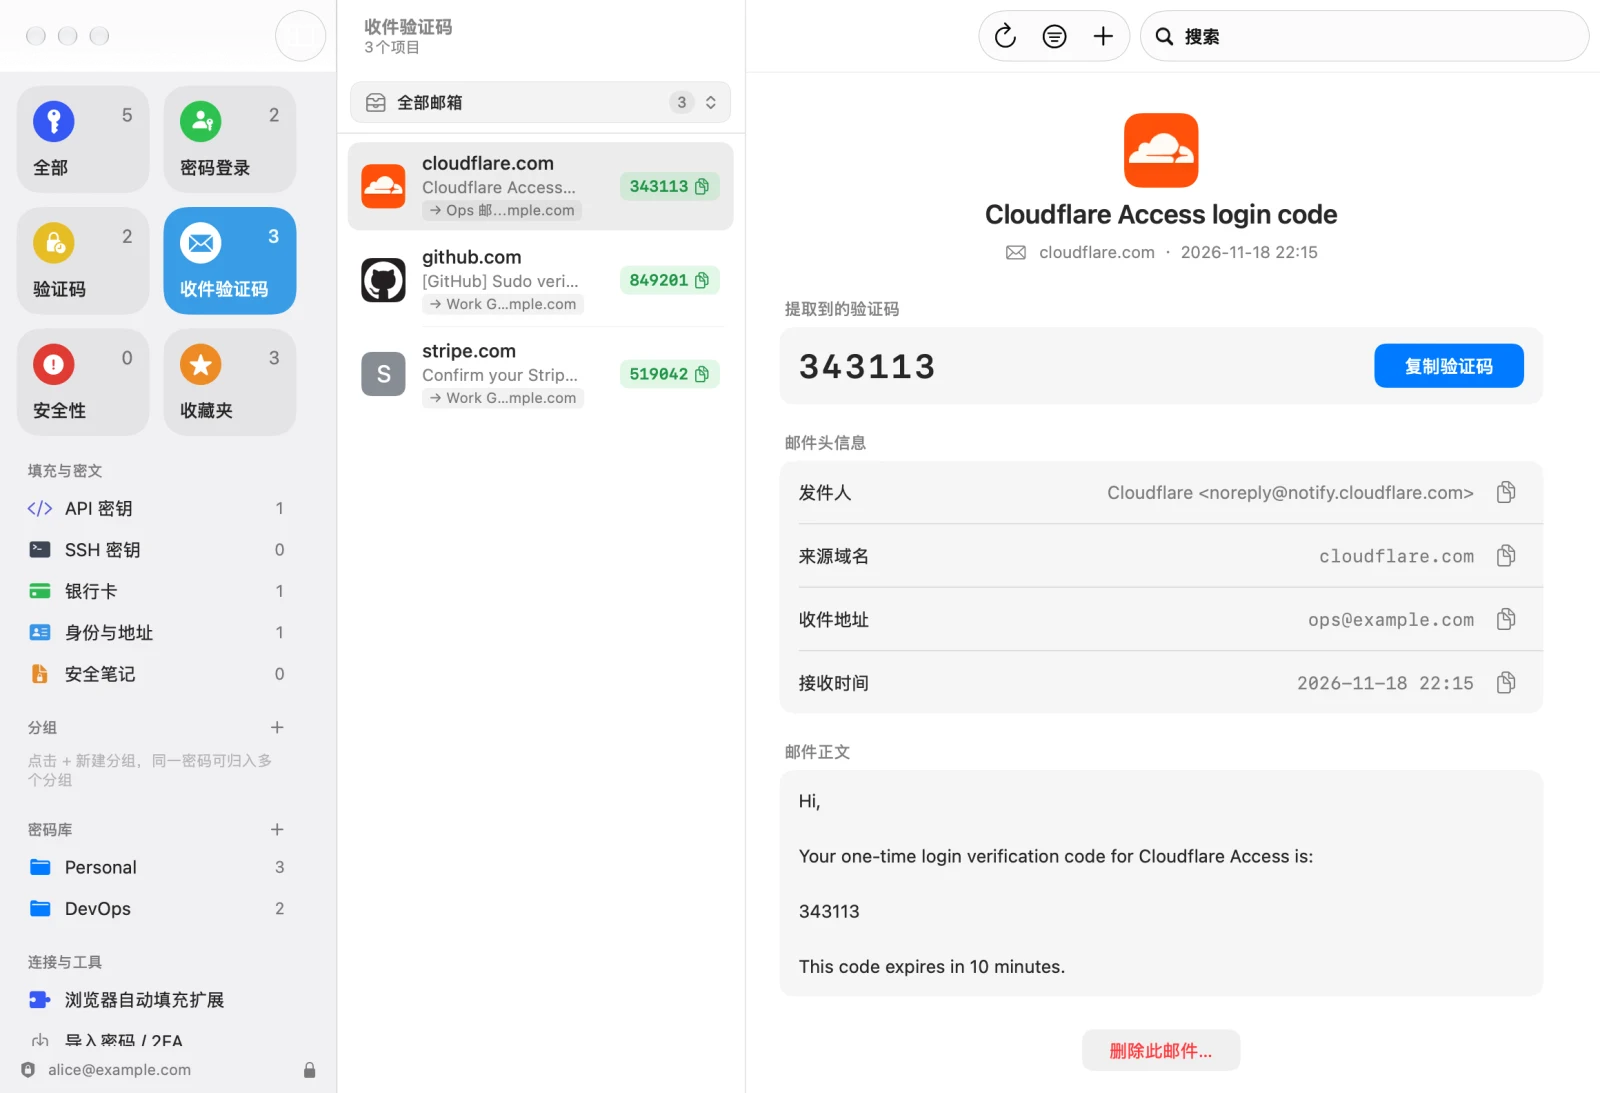 全部
5
密码登录
2
验证码
2
收件验证码
3
安全性
0
收藏夹
3
填充与密文
API 密钥
1
SSH 密钥
0
银行卡
1
身份与地址
1
安全笔记
0
分组
点击 + 新建分组，同一密码可归入多
个分组
密码库
Personal
3
DevOps
2
连接与工具
浏览器自动填充扩展
导入密码 / 2FA
alice@example.com
收件验证码
3个项目
全部邮箱
3
cloudflare.com
Cloudflare Access...
→ Ops 邮...mple.com
343113
github.com
[GitHub] Sudo veri...
→ Work G...mple.com
849201
S
stripe.com
Confirm your Strip...
→ Work G...mple.com
519042
搜索
Cloudflare Access login code
cloudflare.com · 2026-11-18 22:15
提取到的验证码
343113
复制验证码
邮件头信息
发件人
Cloudflare <noreply@notify.cloudflare.com>
来源域名
cloudflare.com
收件地址
ops@example.com
接收时间
2026-11-18 22:15
邮件正文
Hi,
Your one-time login verification code for Cloudflare Access is:
343113
This code expires in 10 minutes.
删除此邮件...